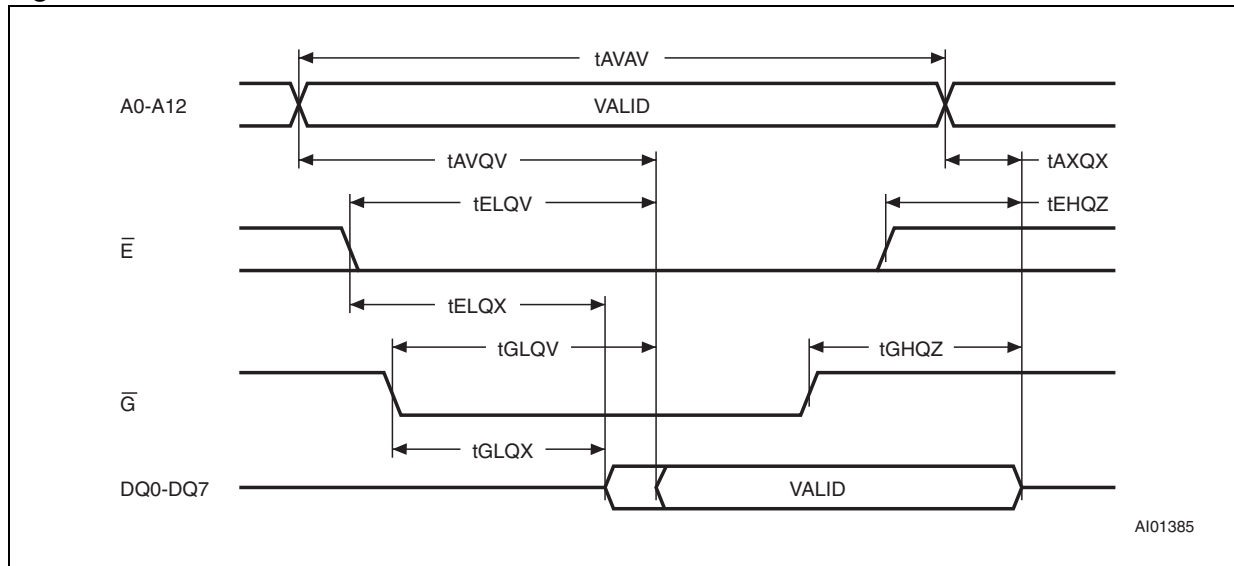 tAVAV
A0-A12
VALID
tAVQV
tAXQX
tELQV
tEHQZ
E̅
tELQX
tGLQV
tGHQZ
G̅
tGLQX
DQ0-DQ7
VALID
AI01385